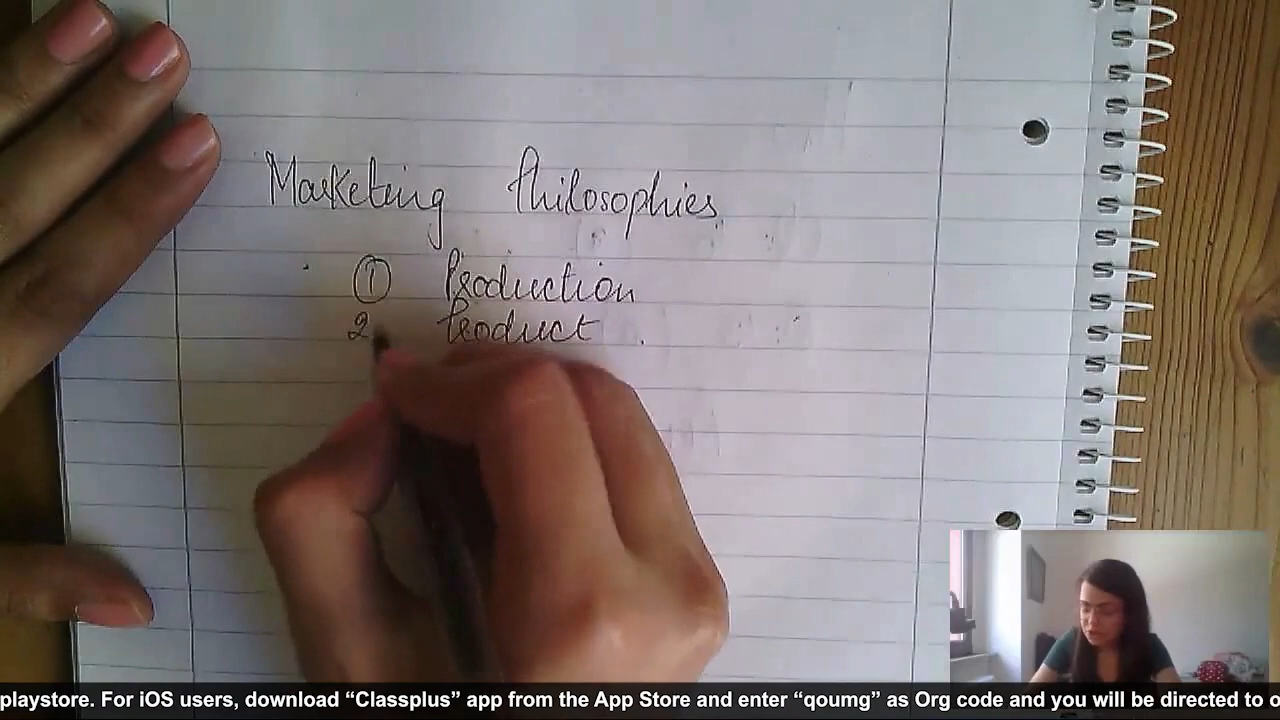 Marketing Philosophies
① Production
2 Product
playstore. For iOS users, download “Classplus” app from the App Store and enter “qoumg” as Org code and you will be directed to o